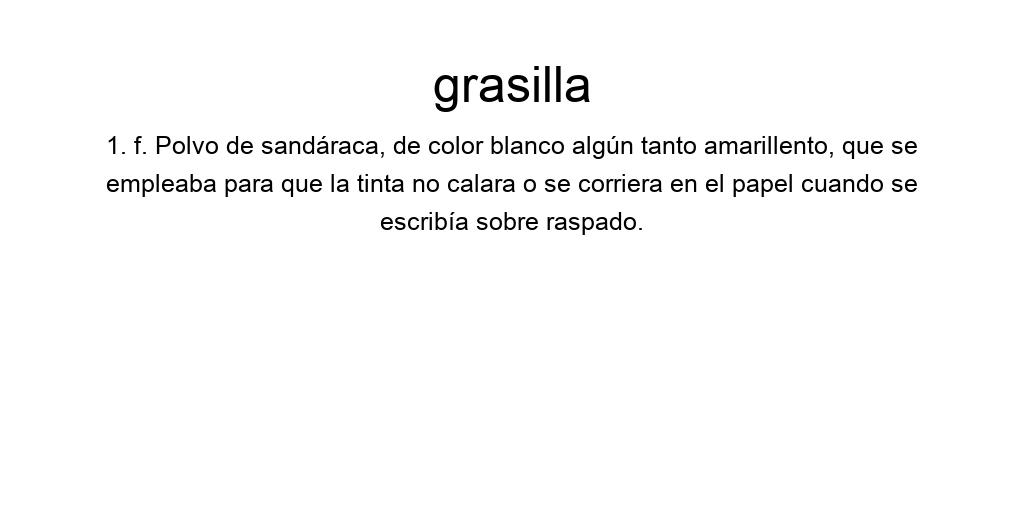 grasilla
1. f. Polvo de sandáraca, de color blanco algún tanto amarillento, que se
empleaba para que la tinta no calara o se corriera en el papel cuando se
escribía sobre raspado.